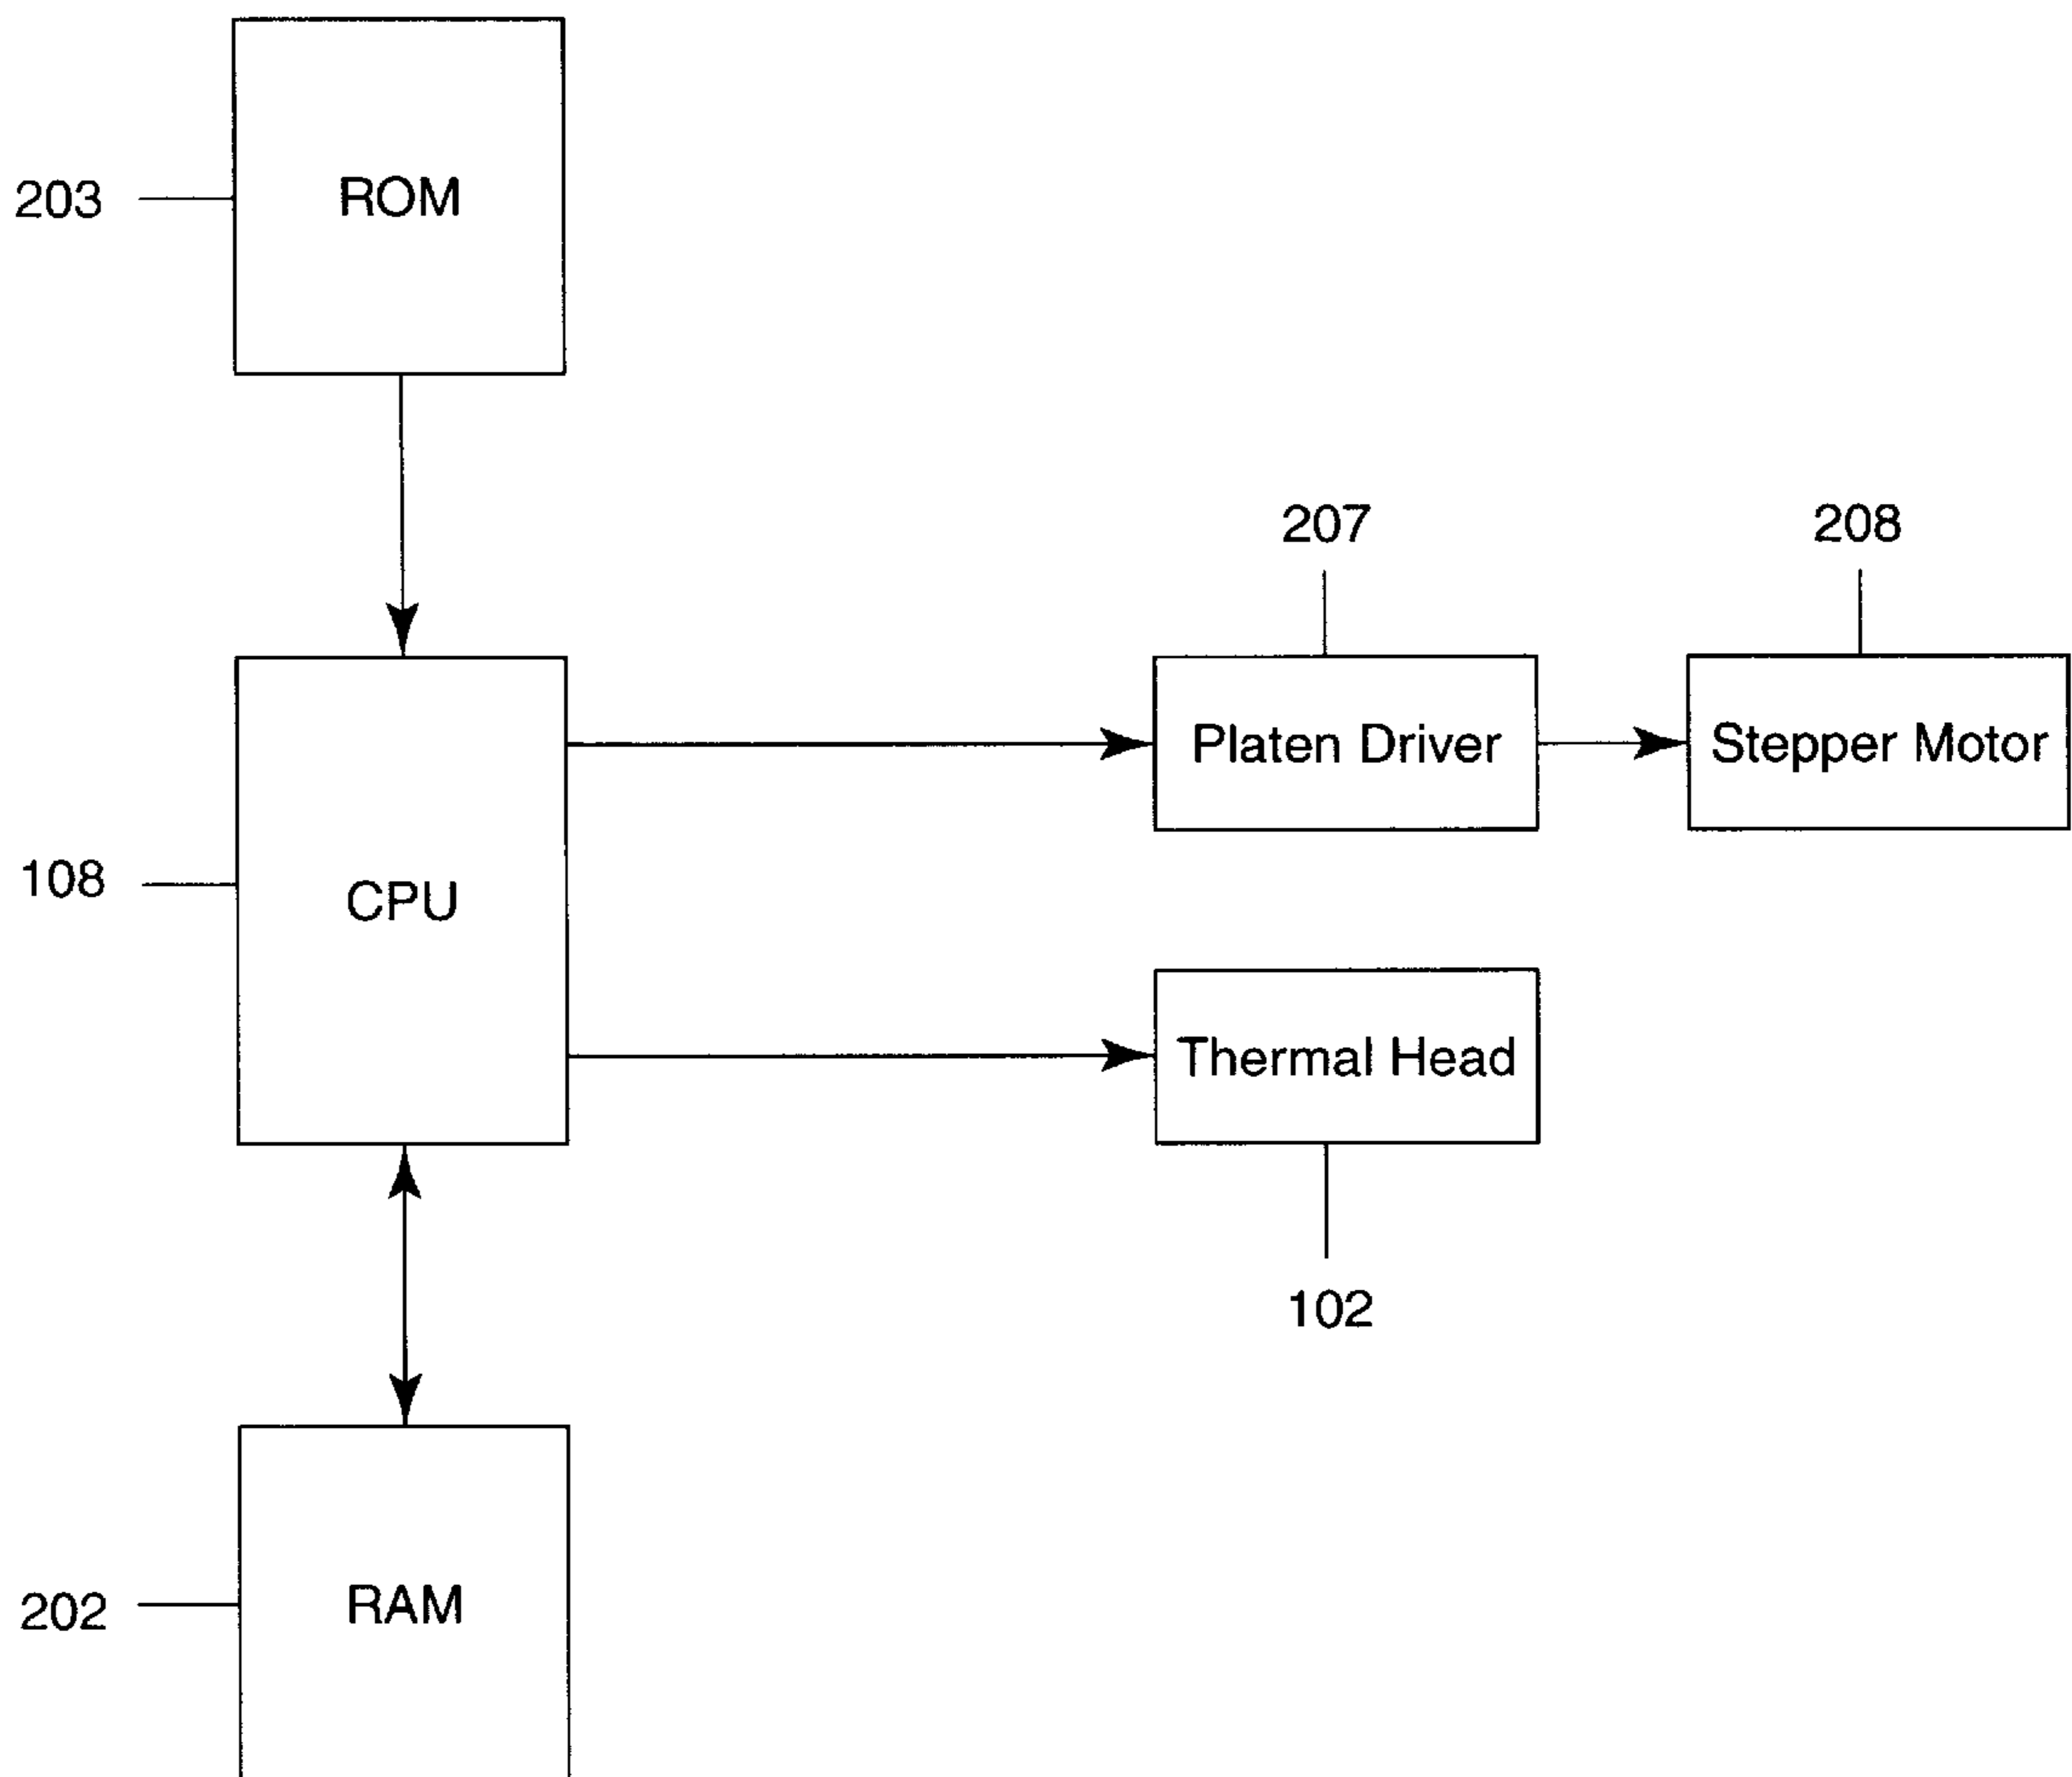 203
ROM
207
208
Platen Driver
Stepper Motor
108
CPU
Thermal Head
102
202
RAM